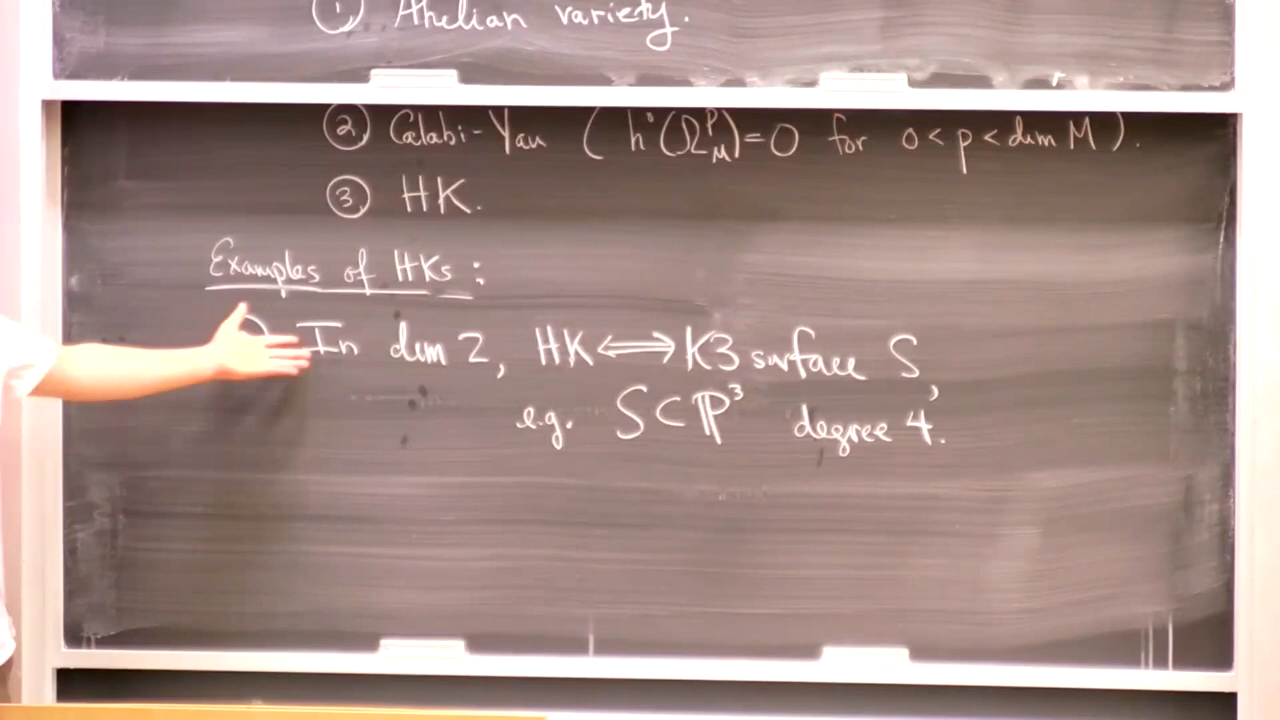 ① Abelian variety.
② Calabi-Yau ( h⁰(Ω_M^p)=0 for 0<p<dim M ).
③ HK.
Examples of HKs :
In dim 2, HK ⟺ K3 surface S,
e.g. S⊂ℙ³ degree 4.